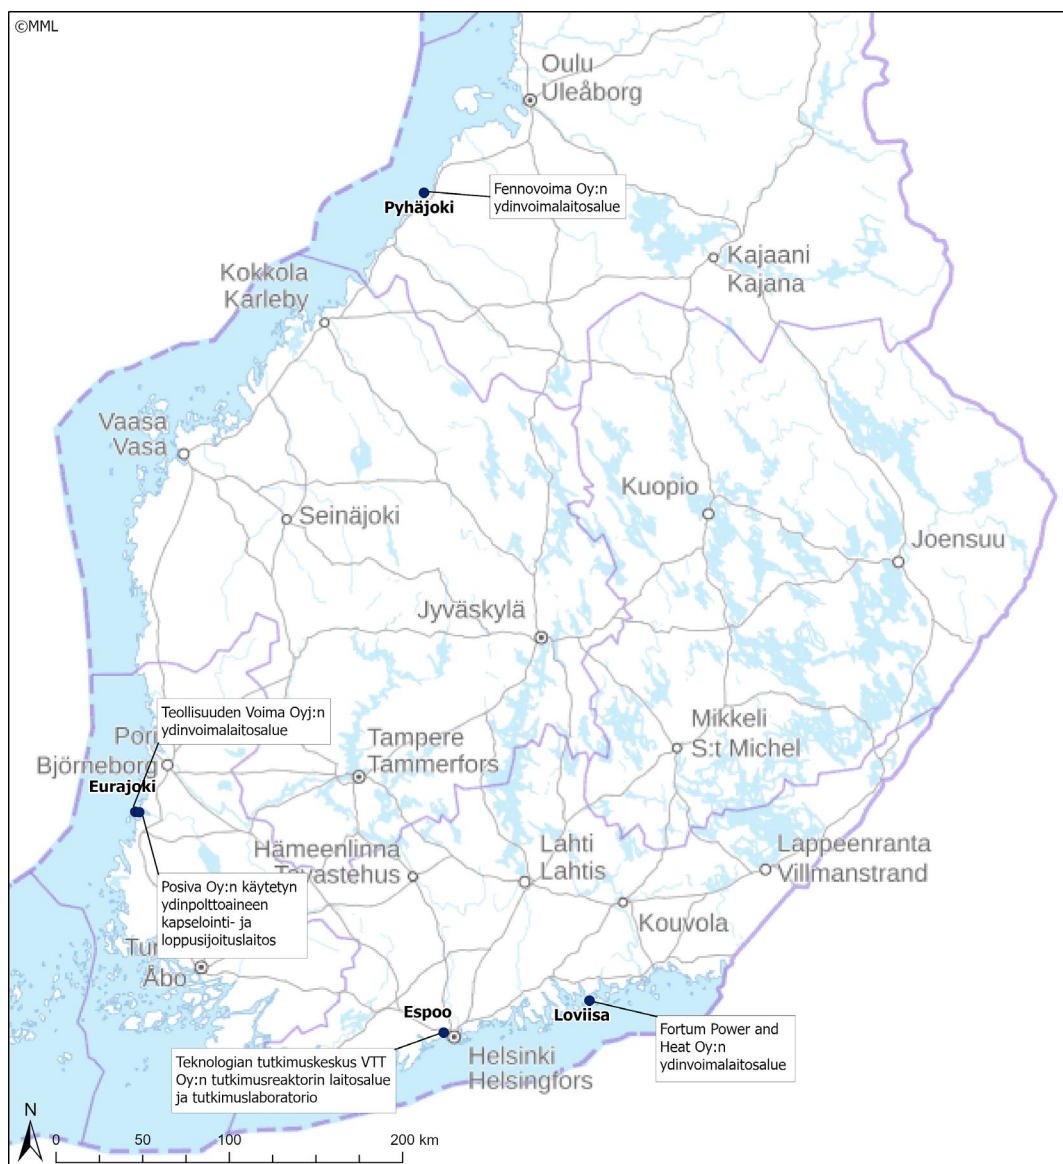 ©MML
Oulu
Uleåborg
Fennovoima Oy:n
ydinvoimalaitosalue
Pyhäjoki
Kajaani
Kajana
Kokkola
Karleby
Vaasa
Vasa
Seinäjoki
Kuopio
Joensuu
Jyväskylä
Teollisuuden Voima Oyj:n
ydinvoimalaitosalue
Pori
Björneborg
Eurajoki
Tampere
Tammerfors
Mikkeli
S:t Michel
Hämeenlinna
Lahti
Lahtis
Lappeenranta
Villmanstrand
Posiva Oy:n käytetyn
ydinpolttoaineen
kapselointi- ja
loppusijoituslaitos
Kouvola
Åbo
Espoo
Loviisa
Fortum Power and
Heat Oy:n
ydinvoimalaitosalue
Helsinki
Helsingfors
Teknologian tutkimuskeskus VTT
Oy:n tutkimusreaktorin laitosalue
ja tutkimuslaboratorio
N
0 50 100 200 km